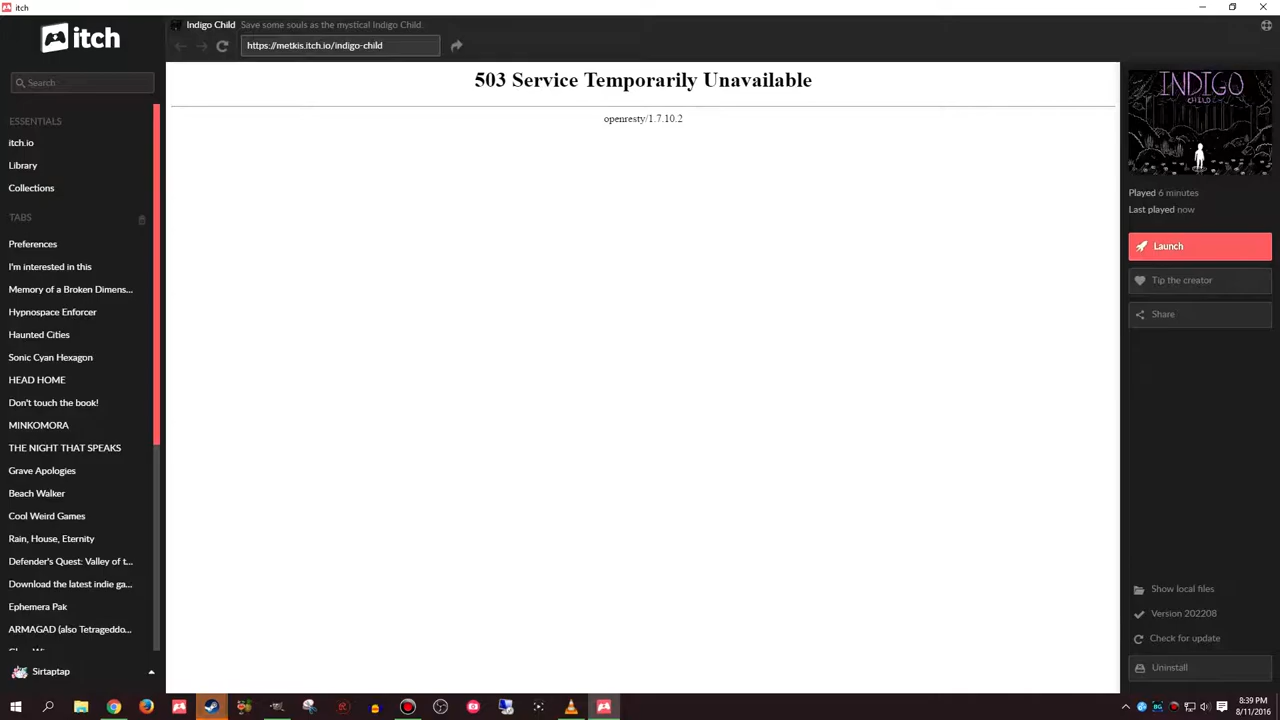 itch
itch
Indigo Child Save some souls as the mystical Indigo Child
https://metkis.itch.io/indigo-child
Search
ESSENTIALS
itch.io
Library
Collections
TABS
Preferences
I'm interested in this
Memory of a Broken Dimens...
Hypnospace Enforcer
Haunted Cities
Sonic Cyan Hexagon
HEAD HOME
Don't touch the book!
MINKOMORA
THE NIGHT THAT SPEAKS
Grave Apologies
Beach Walker
Cool Weird Games
Rain, House, Eternity
Defender's Quest: Valley of t...
Download the latest indie ga...
Ephemera Pak
ARMAGAD (also Tetrageddo...
Sirtaptap
503 Service Temporarily Unavailable
openresty/1.7.10.2
INDIGO
CHILD
Played 6 minutes
Last played now
Launch
Tip the creator
Share
Show local files
Version 202208
Check for update
Uninstall
8:39 PM
8/11/2016